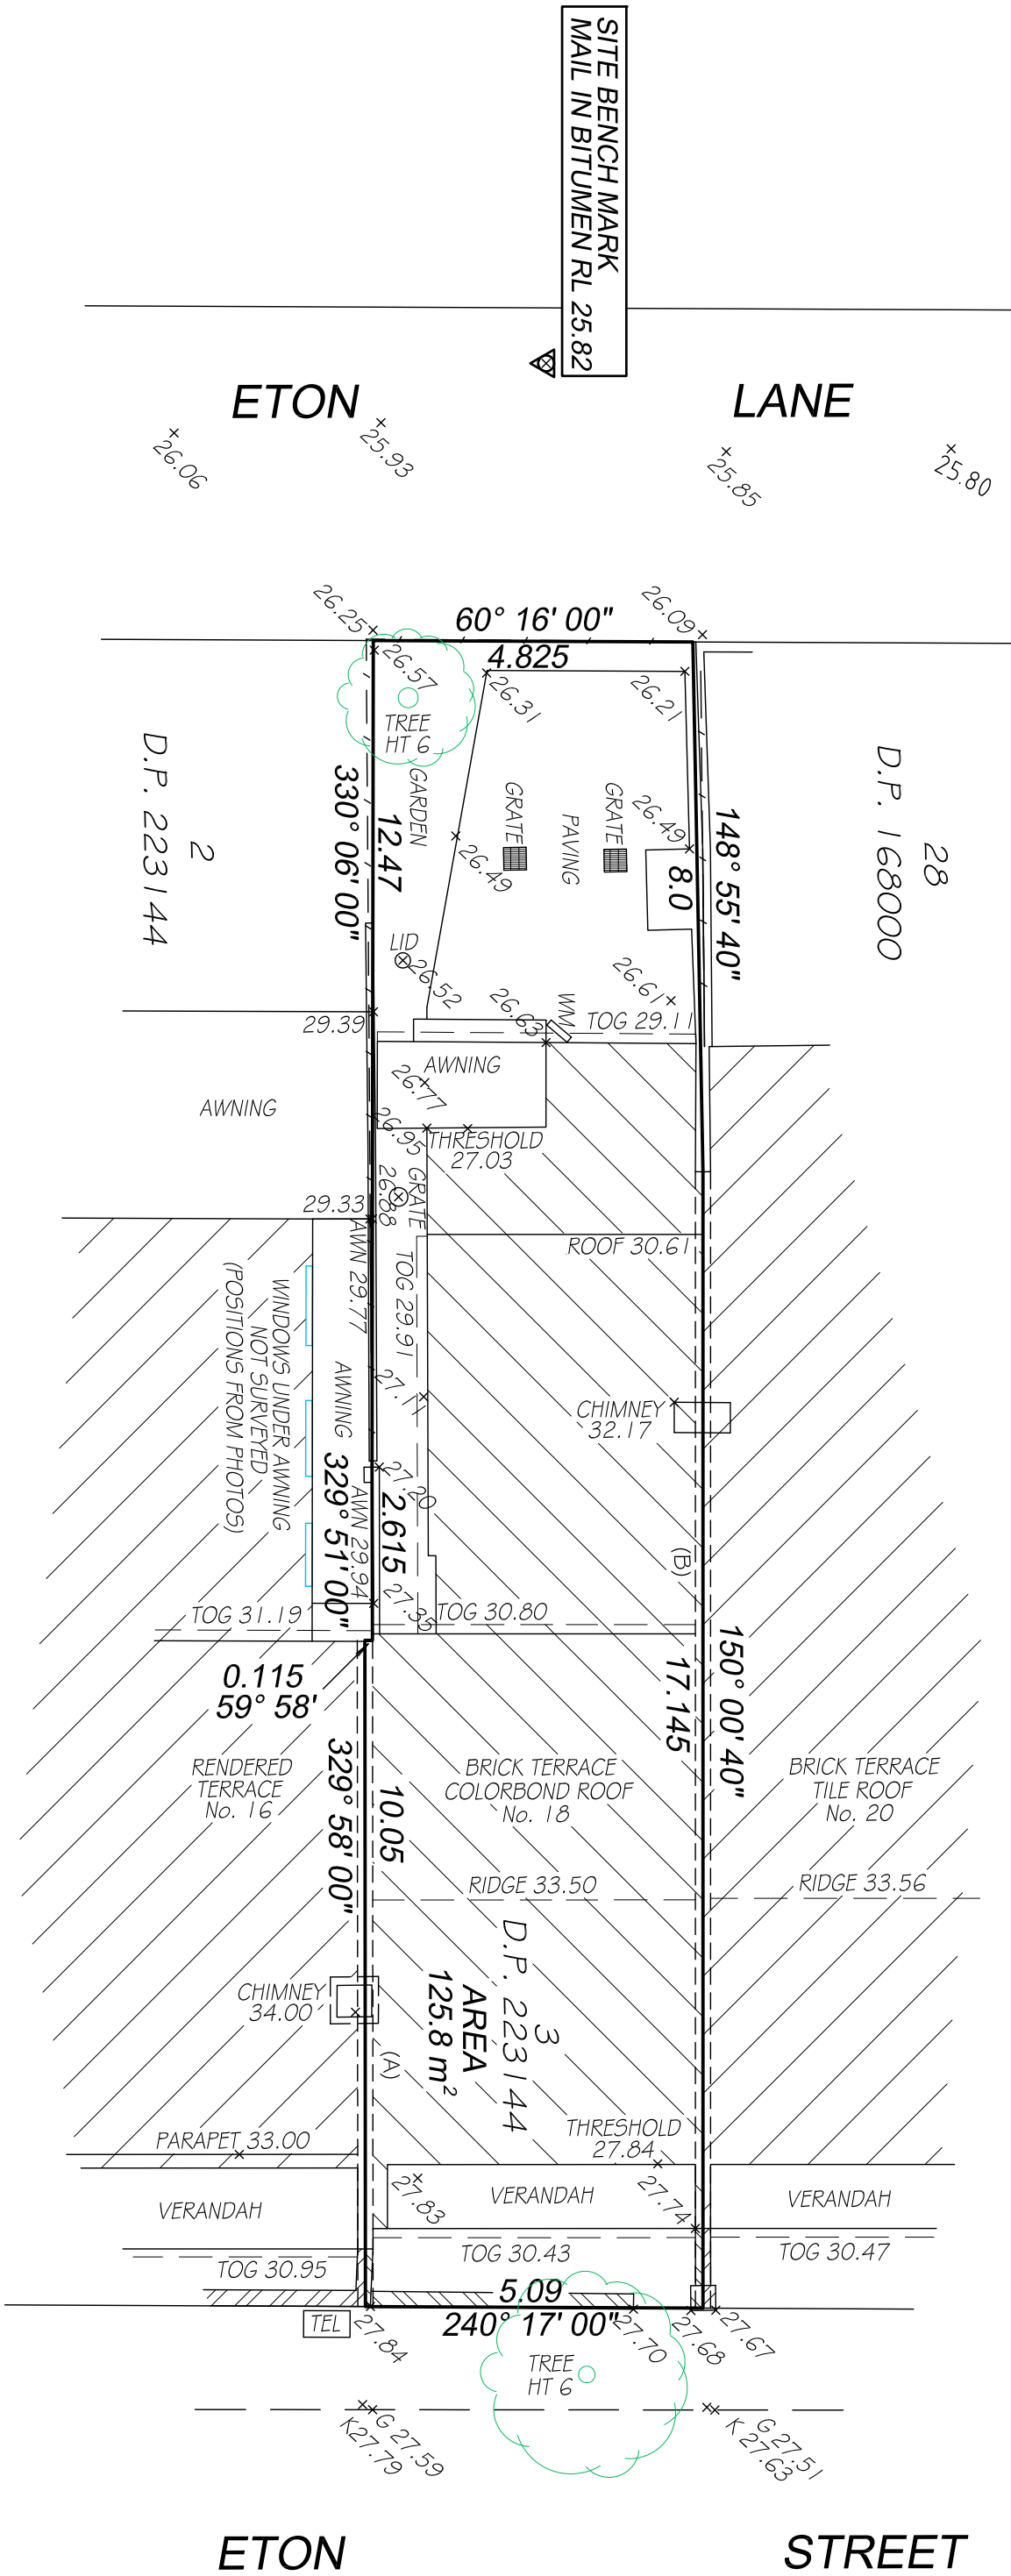 SITE BENCH MARK
MAIL IN BITUMEN RL 25.82
ETON
LANE
26.06
25.93
25.85
25.80
26.25
60° 16' 00"
26.09
4.825
26.57
26.31
26.21
TREE
HT 6
D.P. 223144
2
330° 06' 00"
12.47
GARDEN
GRATE
PAVING
GRATE
26.49
26.49
8.0
148° 55' 40"
D.P. 168000
28
LID
26.52
26.61
26.63
WM
TOG 29.11
29.39
AWNING
AWNING
26.77
26.95
THRESHOLD
27.03
26.88
GRATE
29.33
AWN 29.77
TOG 29.91
ROOF 30.61
WINDOWS UNDER AWNING
NOT SURVEYED
(POSITIONS FROM PHOTOS)
AWNING
27.11
CHIMNEY
32.17
27.20
329° 51' 00"
AWN 29.94
2.615
27.35
(B)
TOG 31.19
TOG 30.80
0.115
59° 58'
17.145
150° 00' 40"
RENDERED
TERRACE
No. 16
329° 58' 00"
10.05
BRICK TERRACE
COLORBOND ROOF
No. 18
BRICK TERRACE
TILE ROOF
No. 20
RIDGE 33.50
RIDGE 33.56
3
D.P. 223144
AREA
125.8 m²
CHIMNEY
34.00
(A)
PARAPET 33.00
THRESHOLD
27.84
VERANDAH
27.83
VERANDAH
27.74
VERANDAH
TOG 30.95
TOG 30.43
TOG 30.47
5.09
240° 17' 00"
TEL
27.84
27.70
27.68
27.67
TREE
HT 6
G 27.59
K27.79
G 27.51
K 27.63
ETON
STREET